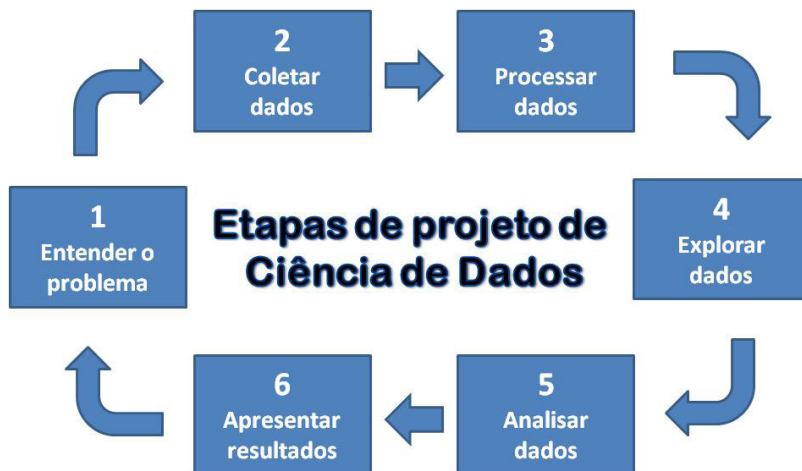 2
Coletar
dados
3
Processar
dados
1
Entender o
problema
Etapas de projeto de
Ciência de Dados
4
Explorar
dados
6
Apresentar
resultados
5
Analisar
dados